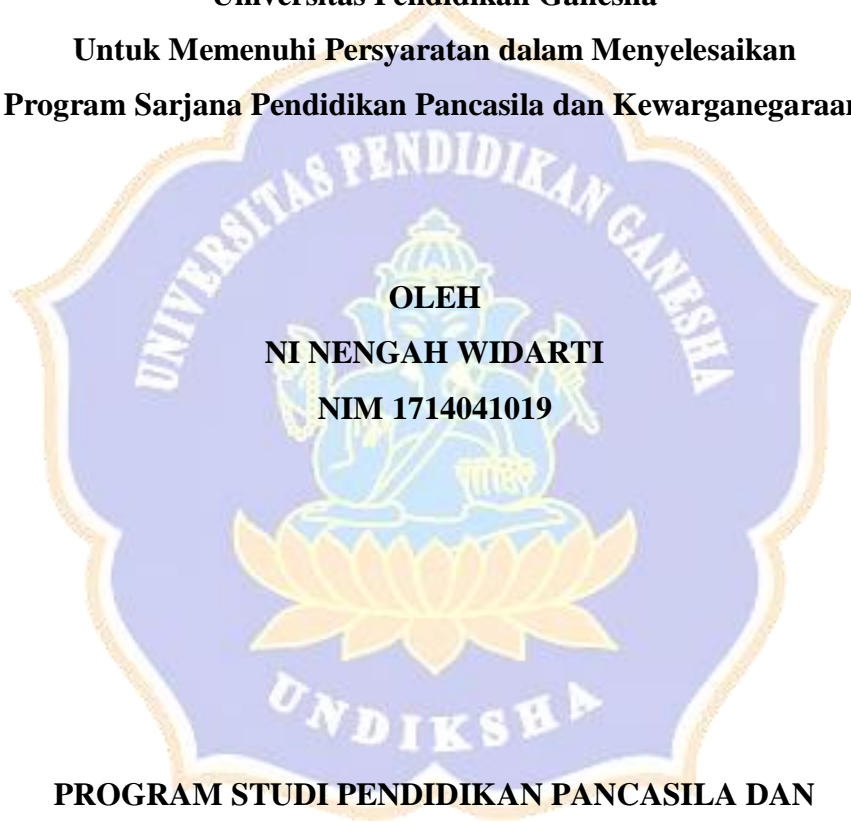 Universitas Pendidikan Ganesha
Untuk Memenuhi Persyaratan dalam Menyelesaikan
Program Sarjana Pendidikan Pancasila dan Kewarganegaraan
UNIVERSITAS PENDIDIKAN GANESHA
OLEH
NI NENGAH WIDARTI
NIM 1714041019
UNDIKSHA
PROGRAM STUDI PENDIDIKAN PANCASILA DAN